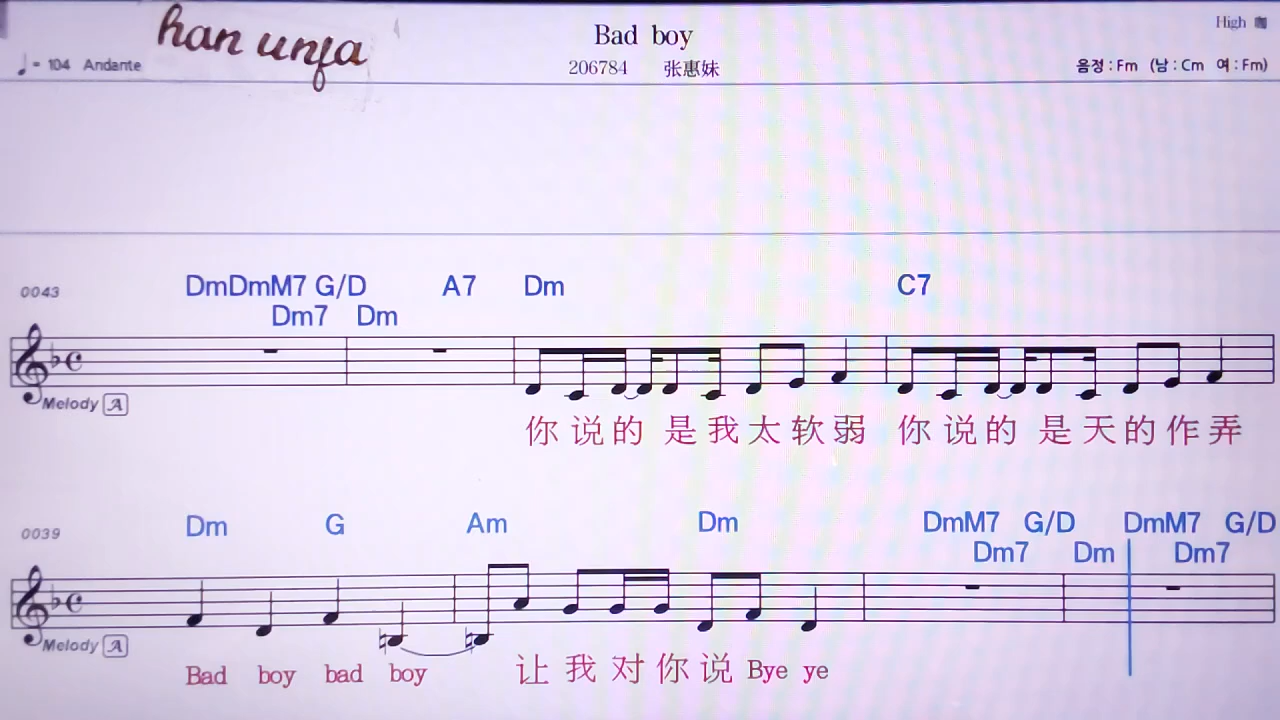 han unja
Bad boy
High 팩
♩= 104 Andante
206784 张惠妹
음정 : Fm (남 : Cm 여 : Fm)
0043
DmDmM7 G/D A7 Dm C7
Dm7 Dm
Melody A
你说的是我太软弱 你说的是天的作弄
0039
Dm G Am Dm DmM7 G/D DmM7 G/D
Dm7 Dm Dm7
Melody A
Bad boy bad boy 让我对你说 Bye ye